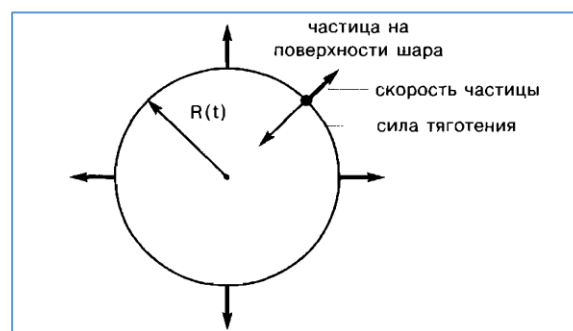 частица на
поверхности шара
скорость частицы
R(t)
сила тяготения